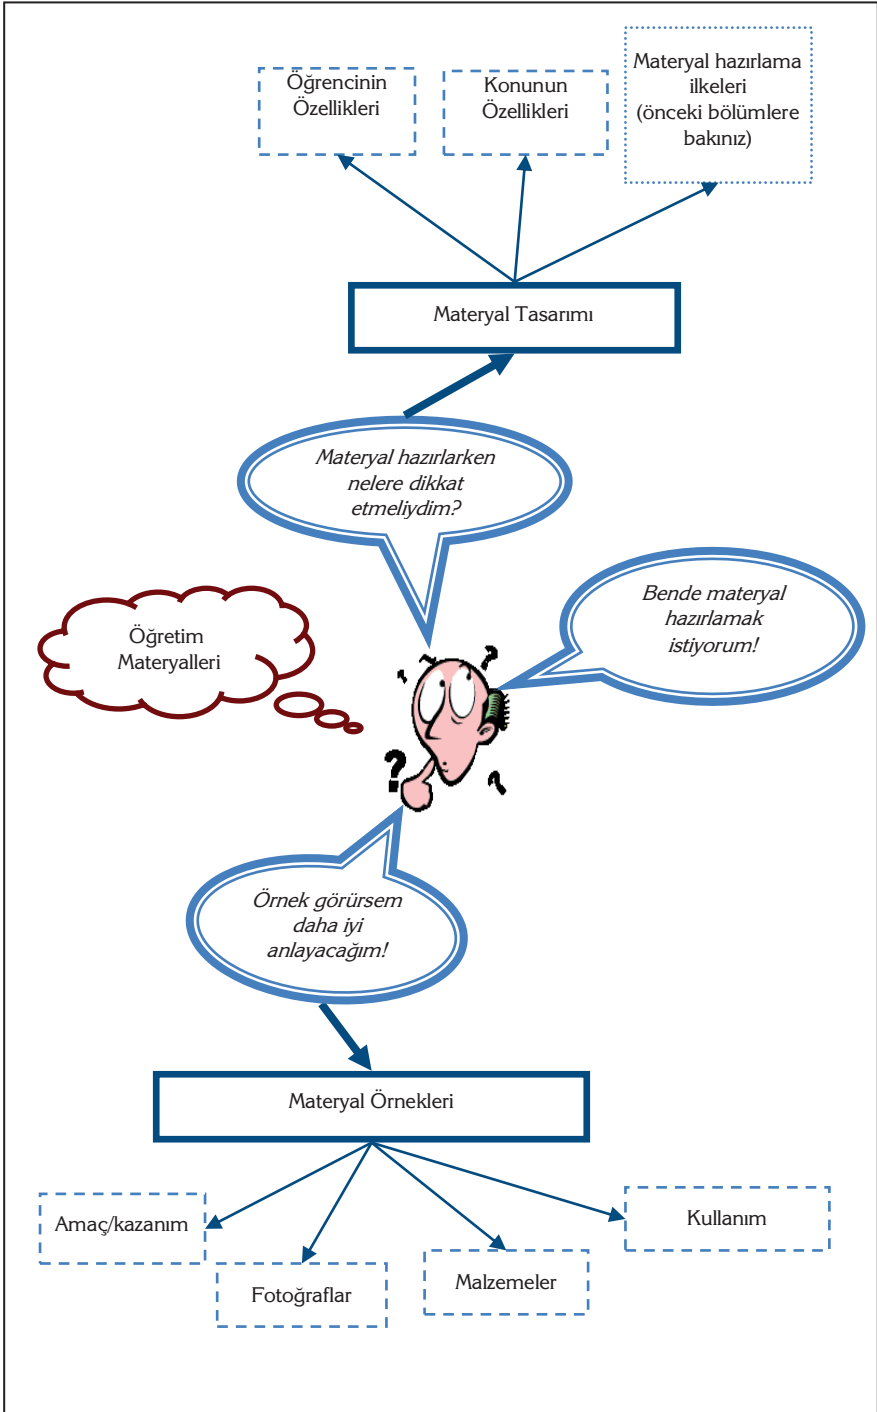 Öğrencinin
Özellikleri
Konunun
Özellikleri
Materyal hazırlama
ilkeleri
(önceki bölümlere
bakınız)
Materyal Tasarımı
Materyal hazırlarken
nelere dikkat
etmeliydim?
Bende materyal
hazırlamak
istiyorum!
Öğretim
Materyalleri
? ?
? ?
Örnek görürsem
daha iyi
anlayacağım!
Materyal Örnekleri
Amaç/kazanım
Fotoğraflar
Malzemeler
Kullanım